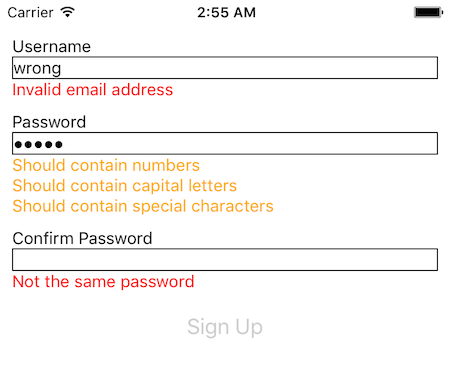 Carrier 2:55 AM
Username
wrong
Invalid email address
Password
●●●●●
Should contain numbers
Should contain capital letters
Should contain special characters
Confirm Password
Not the same password
Sign Up